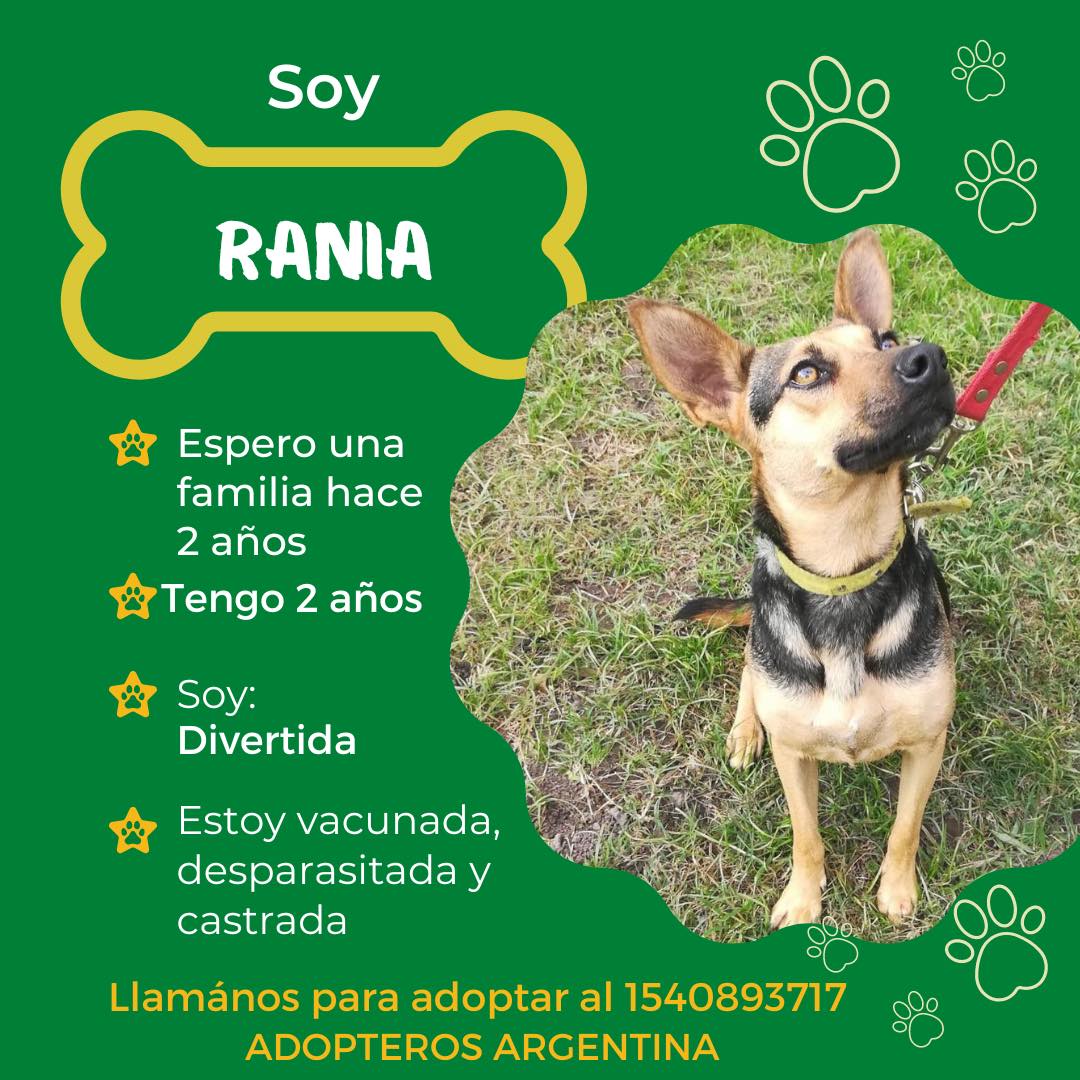 Soy
RANIA
Espero una
familia hace
2 años
Tengo 2 años
Soy:
Divertida
Estoy vacunada,
desparasitada y
castrada
Llamános para adoptar al 1540893717
ADOPTEROS ARGENTINA